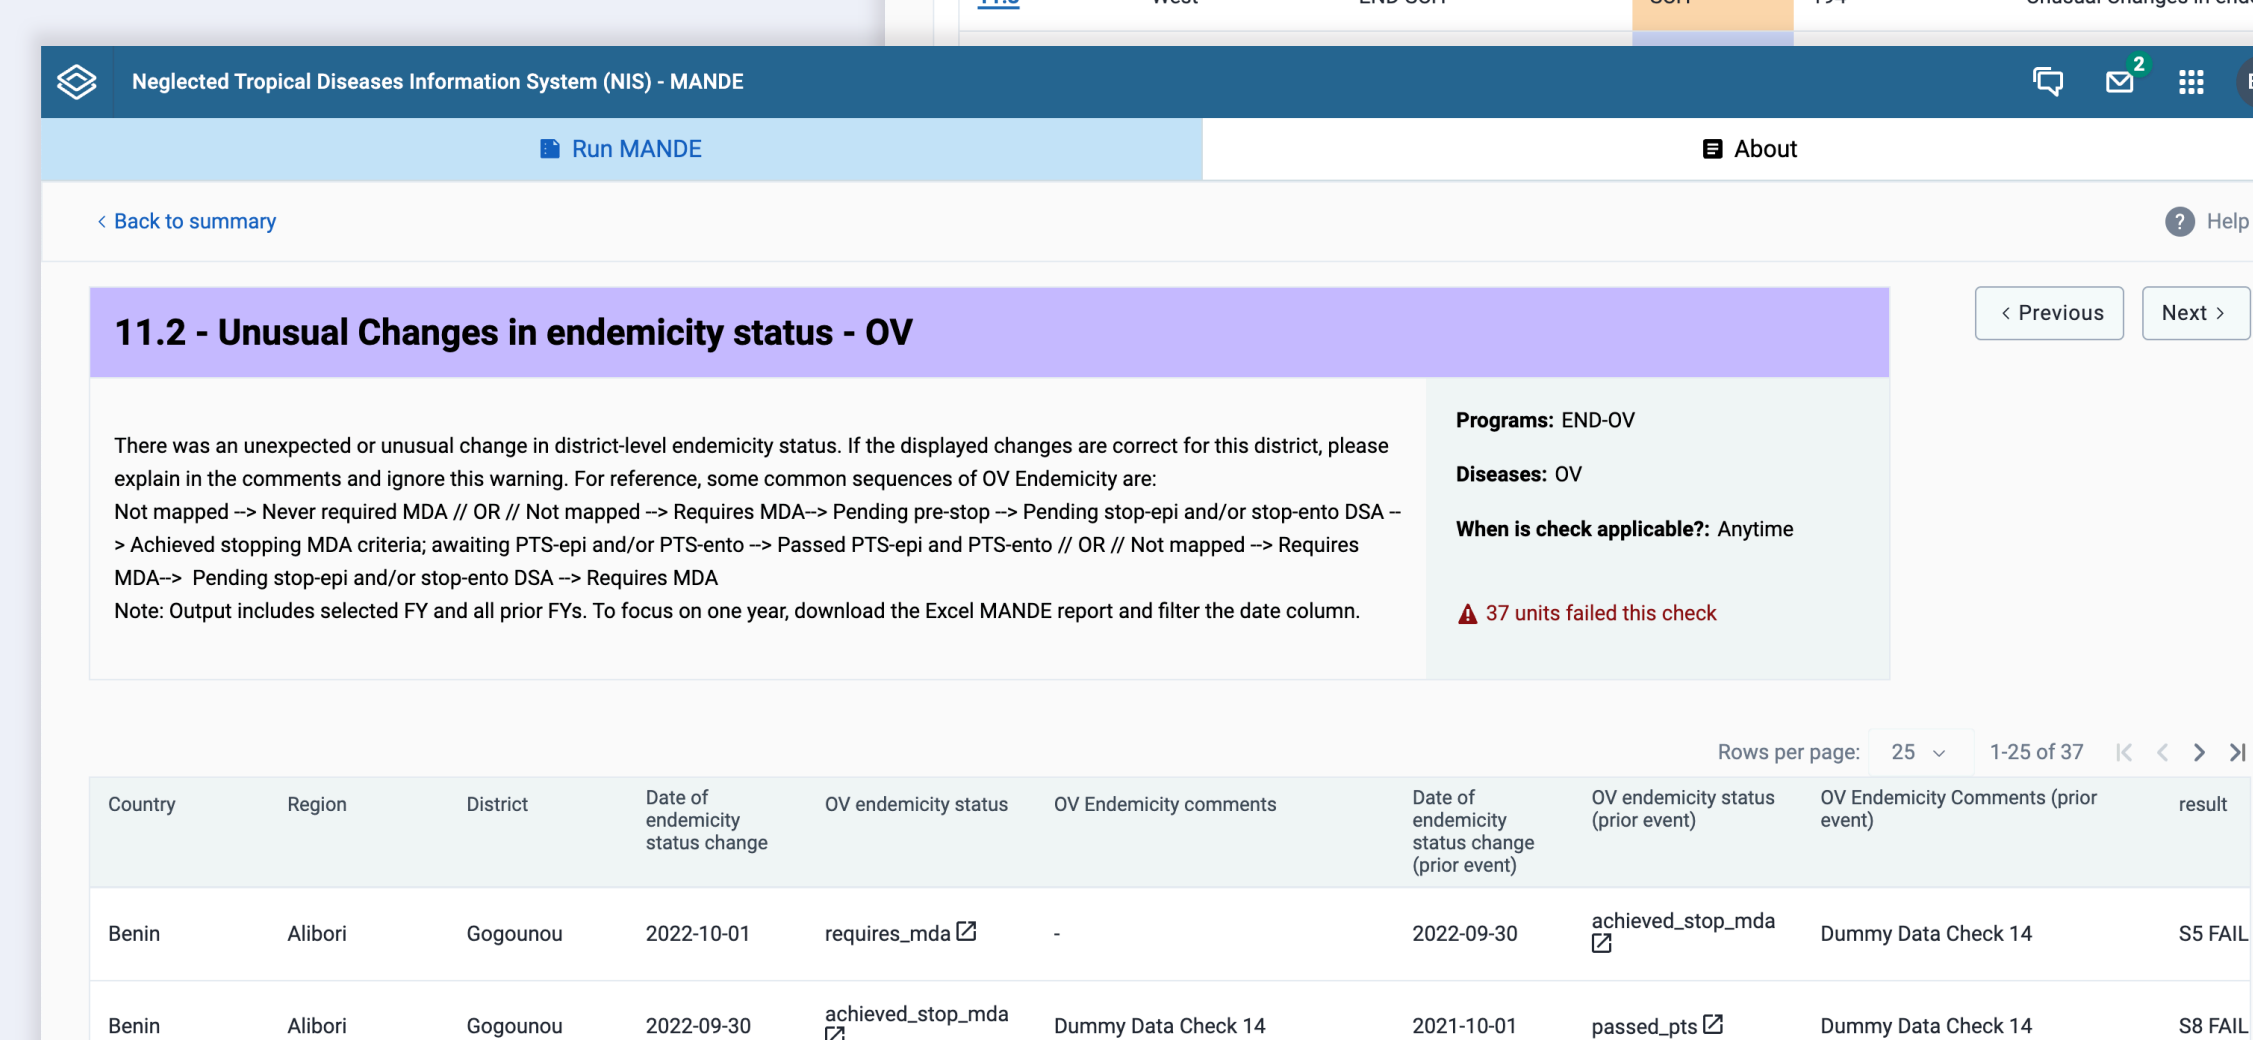 Neglected Tropical Diseases Information System (NIS) - MANDE
2
Run MANDE
About
< Back to summary
? Help
11.2 - Unusual Changes in endemicity status - OV
< Previous
Next >
There was an unexpected or unusual change in district-level endemicity status. If the displayed changes are correct for this district, please
explain in the comments and ignore this warning. For reference, some common sequences of OV Endemicity are:
Not mapped --> Never required MDA // OR // Not mapped --> Requires MDA--> Pending pre-stop --> Pending stop-epi and/or stop-ento DSA --
> Achieved stopping MDA criteria; awaiting PTS-epi and/or PTS-ento --> Passed PTS-epi and PTS-ento // OR // Not mapped --> Requires
MDA--> Pending stop-epi and/or stop-ento DSA --> Requires MDA
Note: Output includes selected FY and all prior FYs. To focus on one year, download the Excel MANDE report and filter the date column.
Programs: END-OV
Diseases: OV
When is check applicable?: Anytime
37 units failed this check
Rows per page: 25 1-25 of 37
Country
Region
District
Date of
endemicity
status change
OV endemicity status
OV Endemicity comments
Date of
endemicity
status change
(prior event)
OV endemicity status
(prior event)
OV Endemicity Comments (prior
event)
result
Benin
Alibori
Gogounou
2022-10-01
requires_mda
-
2022-09-30
achieved_stop_mda
Dummy Data Check 14
S5 FAIL
Benin
Alibori
Gogounou
2022-09-30
achieved_stop_mda
Dummy Data Check 14
2021-10-01
passed_pts
Dummy Data Check 14
S8 FAIL